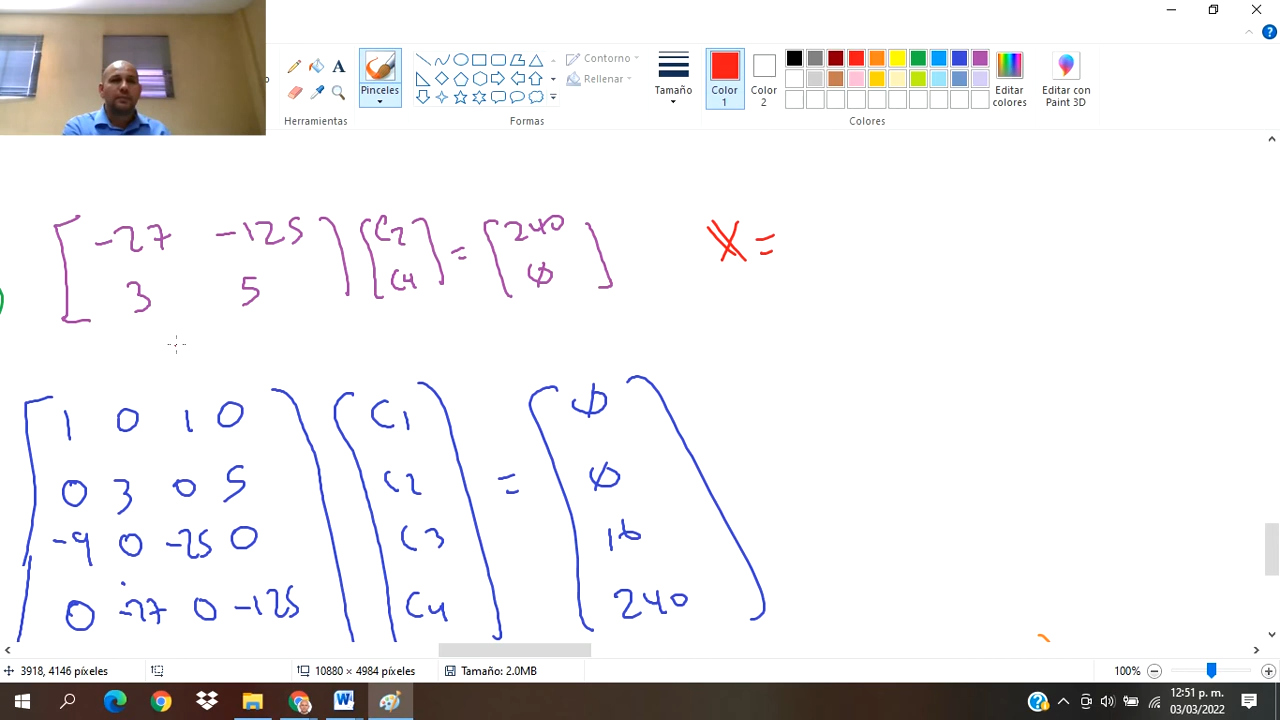 Contorno
Rellenar
Pinceles
Tamaño
Color 1
Color 2
Editar colores
Editar con Paint 3D
Herramientas
Formas
Colores
-27 -125 C2 = 240
3 5 C4 ϕ
X =
1 0 1 0 C1 ϕ
0 3 0 5 C2 = ϕ
-9 0 -25 0 C3 16
0 -27 0 -125 C4 240
3918, 4146 píxeles
10880 × 4984 píxeles
Tamaño: 2.0MB
100%
12:51 p. m.
03/03/2022